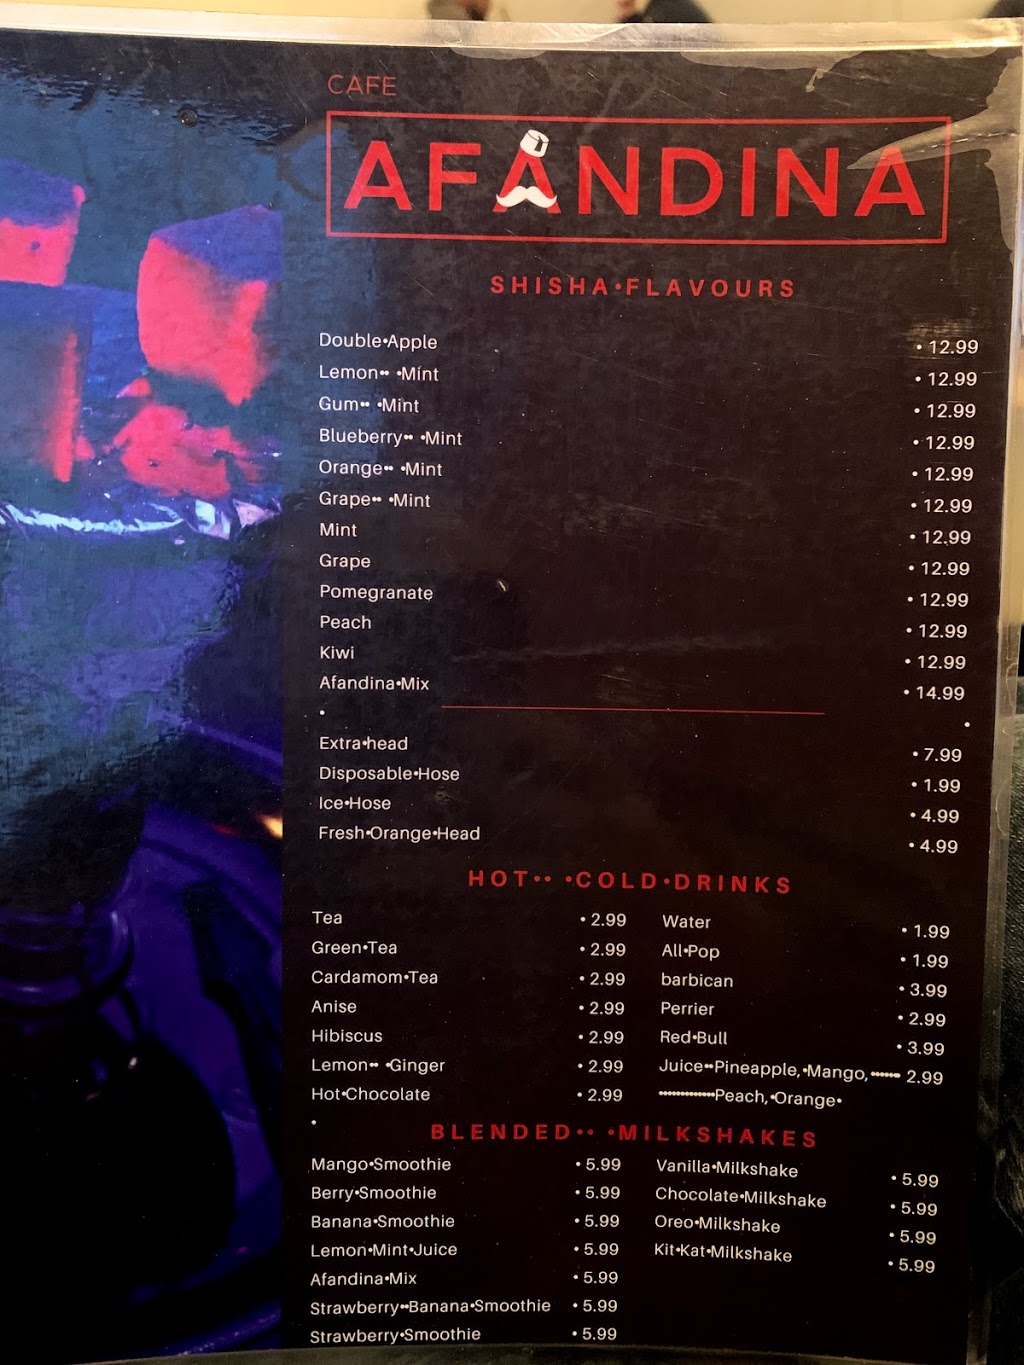 CAFE
AFANDINA
SHISHA•FLAVOURS
Double•Apple • 12.99
Lemon•• •Mint • 12.99
Gum•• •Mint • 12.99
Blueberry•• •Mint • 12.99
Orange•• •Mint • 12.99
Grape•• •Mint • 12.99
Mint • 12.99
Grape • 12.99
Pomegranate • 12.99
Peach • 12.99
Kiwi • 12.99
Afandina•Mix • 14.99
• •
Extra•head • 7.99
Disposable•Hose • 1.99
Ice•Hose • 4.99
Fresh•Orange•Head • 4.99
HOT•• •COLD•DRINKS
Tea • 2.99
Green•Tea • 2.99
Cardamom•Tea • 2.99
Anise • 2.99
Hibiscus • 2.99
Lemon•• •Ginger • 2.99
Hot•Chocolate • 2.99
•
Water • 1.99
All•Pop • 1.99
barbican • 3.99
Perrier • 2.99
Red•Bull • 3.99
Juice••Pineapple,•Mango,••••••• 2.99
••••••••••••••Peach,•Orange•
BLENDED•• •MILKSHAKES
Mango•Smoothie • 5.99
Berry•Smoothie • 5.99
Banana•Smoothie • 5.99
Lemon•Mint•Juice • 5.99
Afandina•Mix • 5.99
Strawberry••Banana•Smoothie • 5.99
Strawberry•Smoothie • 5.99
Vanilla•Milkshake • 5.99
Chocolate•Milkshake • 5.99
Oreo•Milkshake • 5.99
Kit•Kat•Milkshake • 5.99